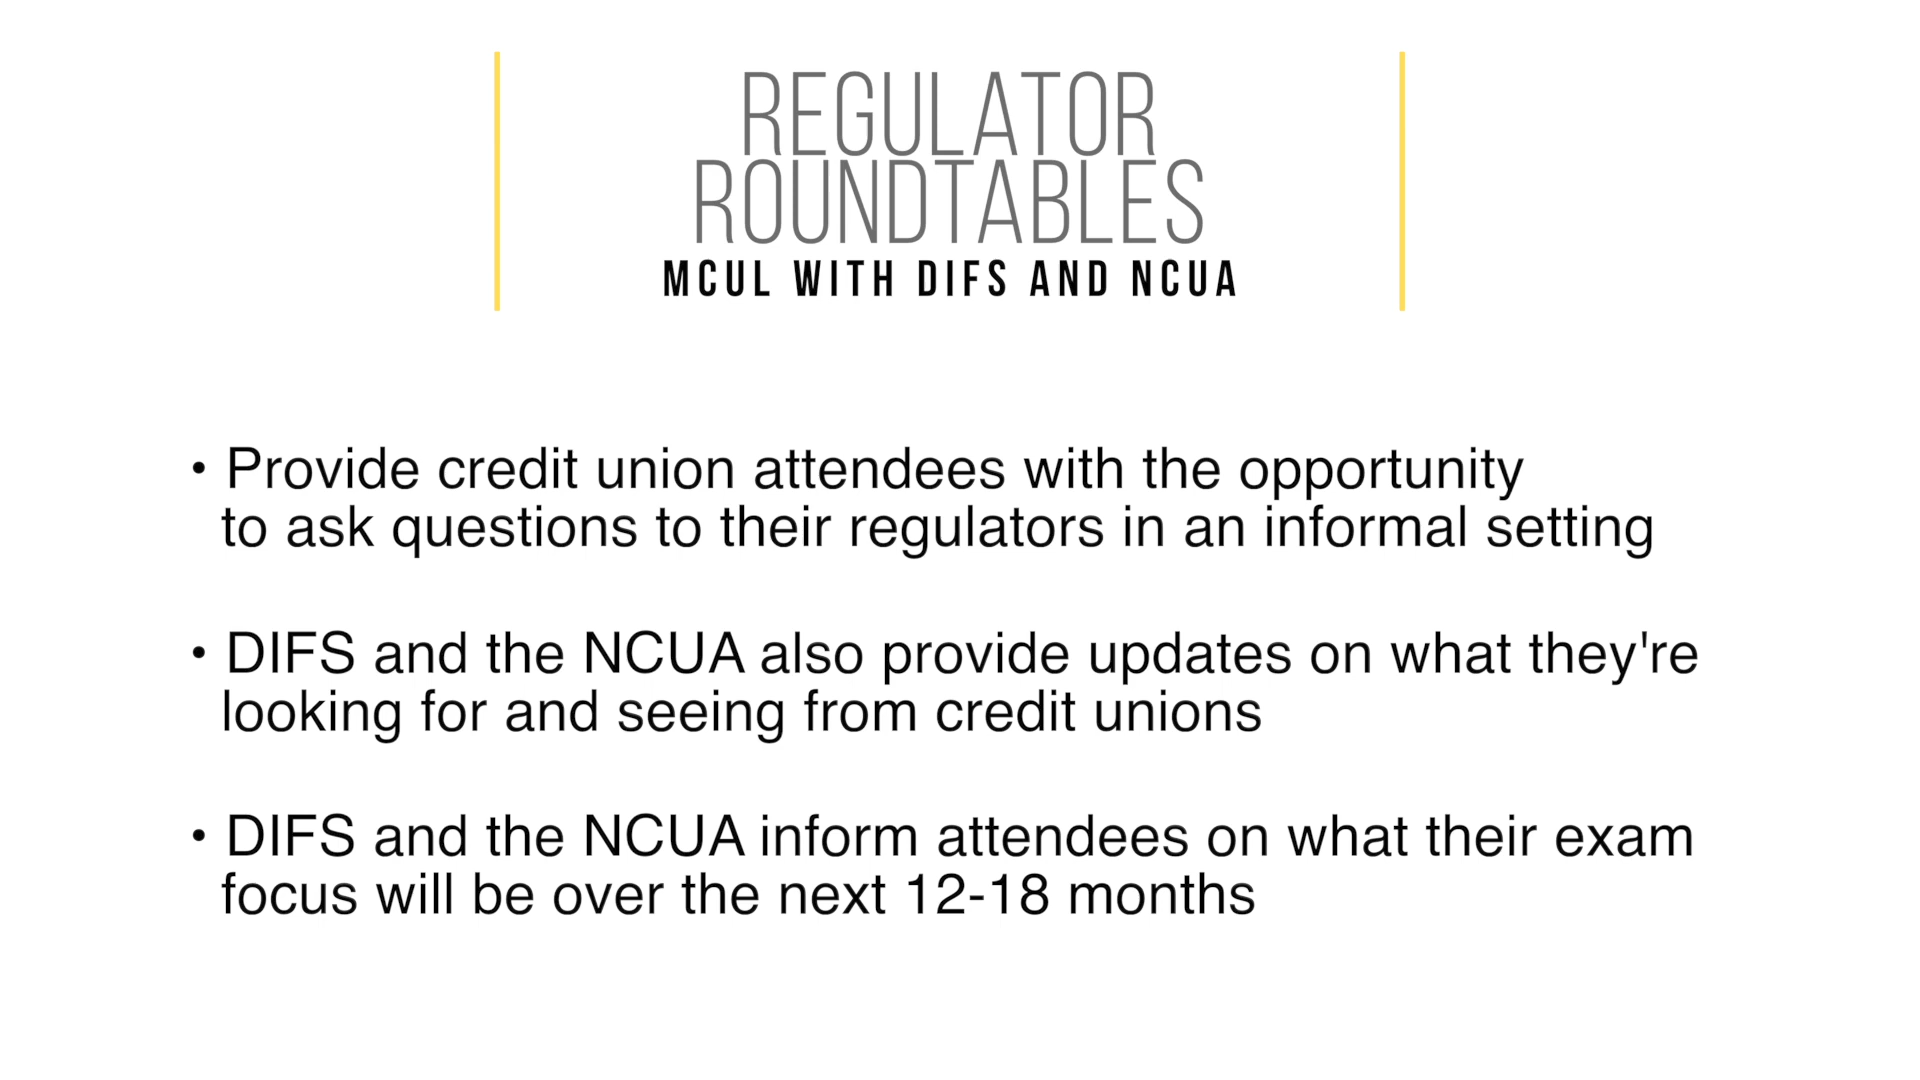 REGULATOR
ROUNDTABLES
MCUL WITH DIFS AND NCUA
• Provide credit union attendees with the opportunity
to ask questions to their regulators in an informal setting
• DIFS and the NCUA also provide updates on what they're
looking for and seeing from credit unions
• DIFS and the NCUA inform attendees on what their exam
focus will be over the next 12-18 months